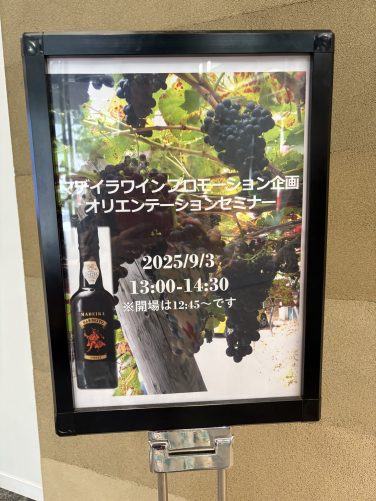 マデイラワインプロモーション企画
オリエンテーションセミナー
2025/9/3
13:00-14:30
※開場は12:45〜です
MADEIRA
BARBEITO